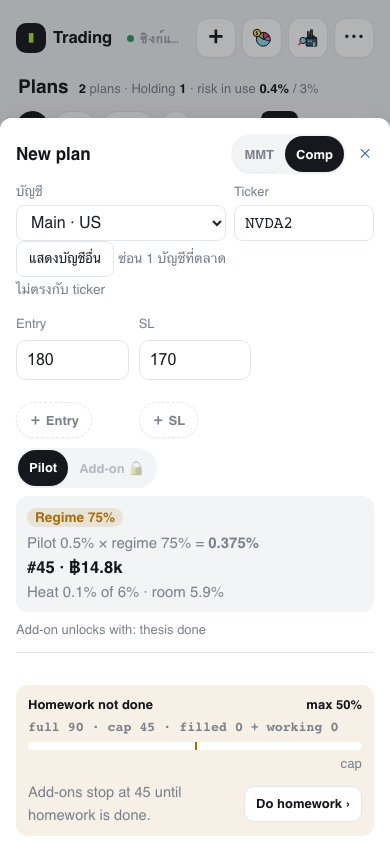 Trading
ซิงก์แ...
Plans 2 plans · Holding 1 · risk in use 0.4% / 3%
New plan
MMT Comp
บัญชี Ticker
Main · US NVDA2
แสดงบัญชีอื่น ซ่อน 1 บัญชีที่ตลาด
ไม่ตรงกับ ticker
Entry SL
180 170
+ Entry + SL
Pilot Add-on
Regime 75%
Pilot 0.5% × regime 75% = 0.375%
#45 · ฿14.8k
Heat 0.1% of 6% · room 5.9%
Add-on unlocks with: thesis done
Homework not done max 50%
full 90 · cap 45 · filled 0 + working 0
cap
Add-ons stop at 45 until
homework is done.
Do homework ›